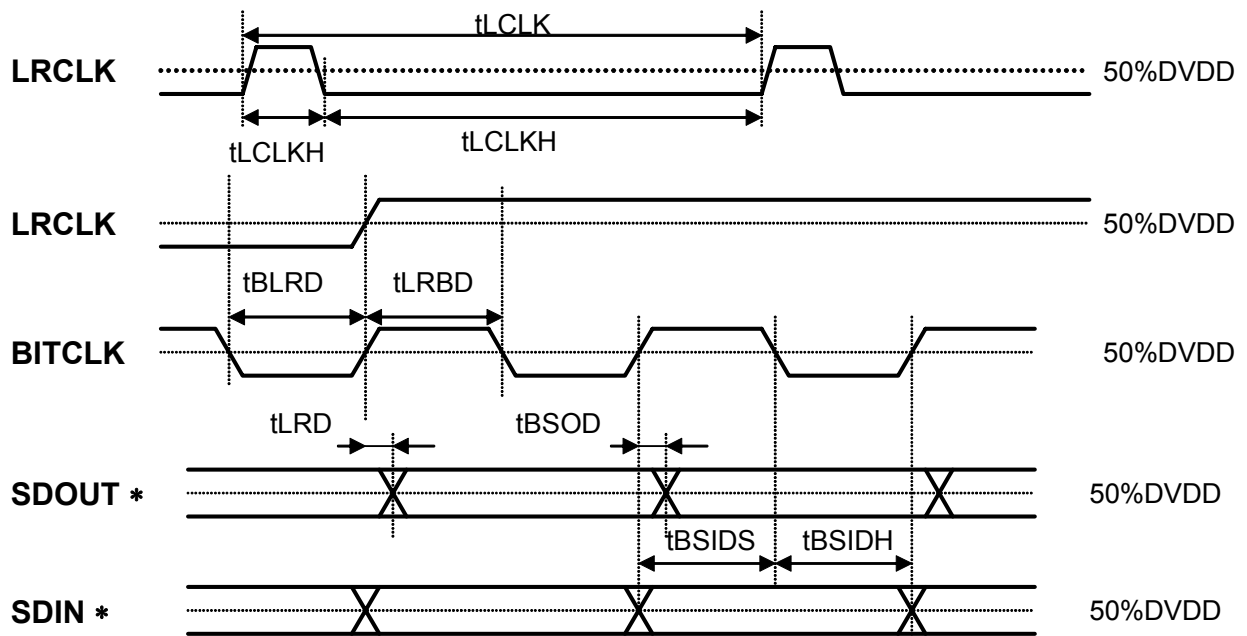 tLCLK
LRCLK 50%DVDD
tLCLKH tLCLKH
LRCLK 50%DVDD
tBLRD tLRBD
BITCLK 50%DVDD
tLRD tBSOD
SDOUT * 50%DVDD
tBSIDS tBSIDH
SDIN * 50%DVDD